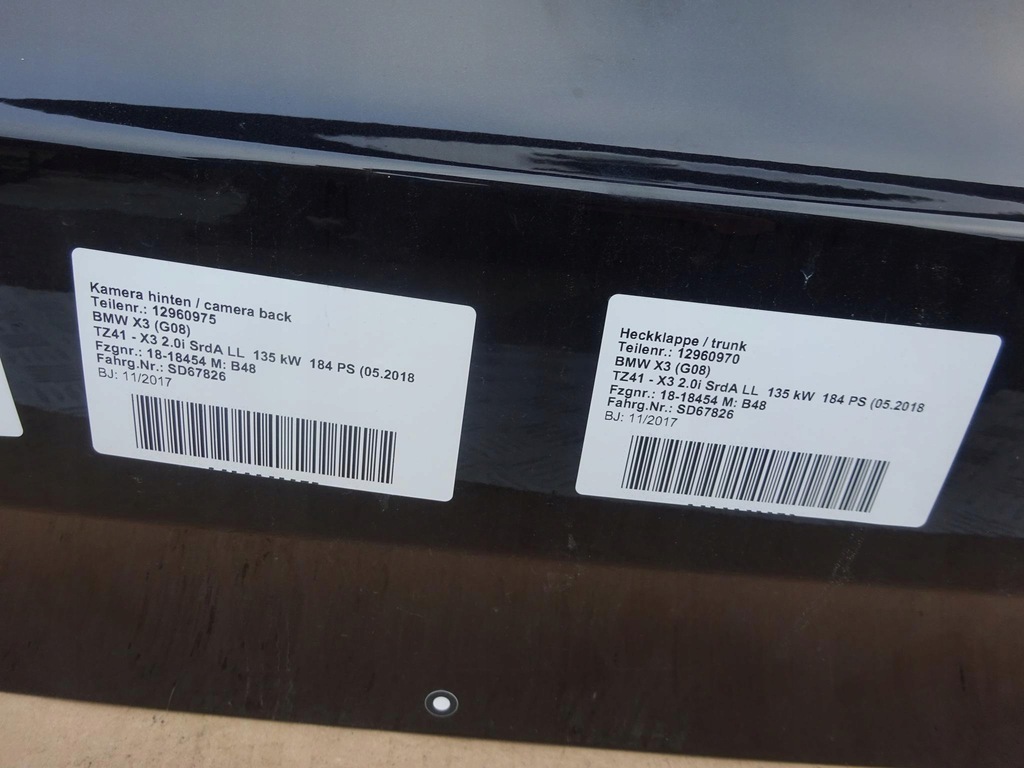 Kamera hinten / camera back
Teilenr.: 12960975
BMW X3 (G08)
TZ41 - X3 2.0i SrdA LL 135 kW 184 PS (05.2018
Fzgnr.: 18-18454 M: B48
Fahrg.Nr.: SD67826
BJ: 11/2017
Heckklappe / trunk
Teilenr.: 12960970
BMW X3 (G08)
TZ41 - X3 2.0i SrdA LL 135 kW 184 PS (05.2018
Fzgnr.: 18-18454 M: B48
Fahrg.Nr.: SD67826
BJ: 11/2017